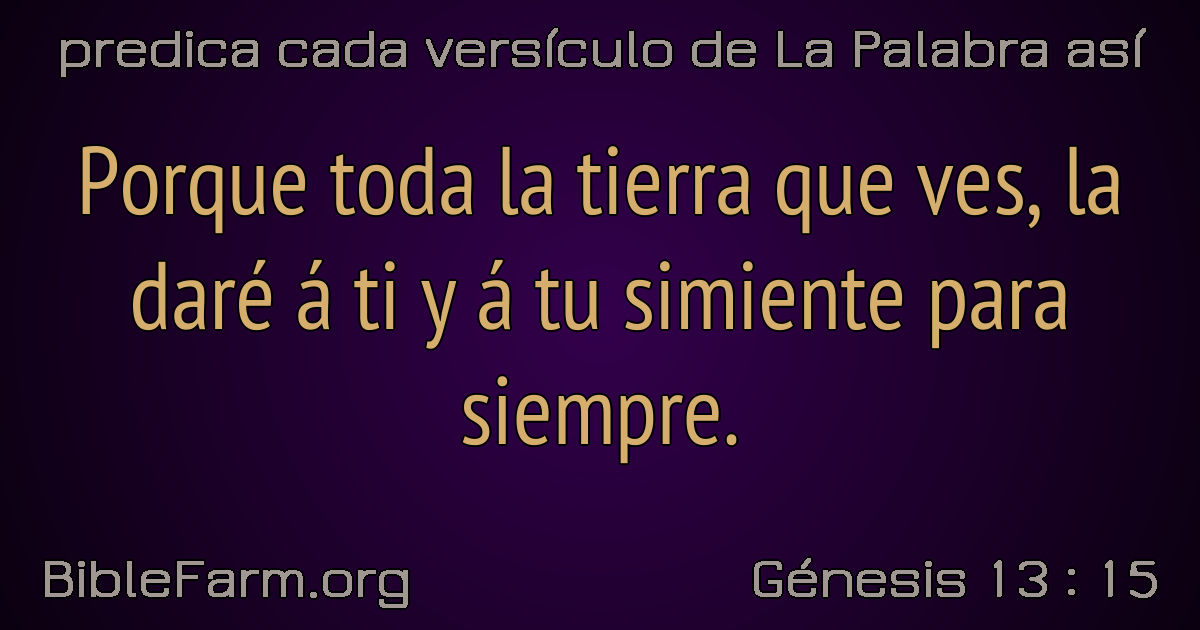 predica cada versículo de La Palabra así
Porque toda la tierra que ves, la
daré á ti y á tu simiente para
siempre.
BibleFarm.org
Génesis 13 : 15